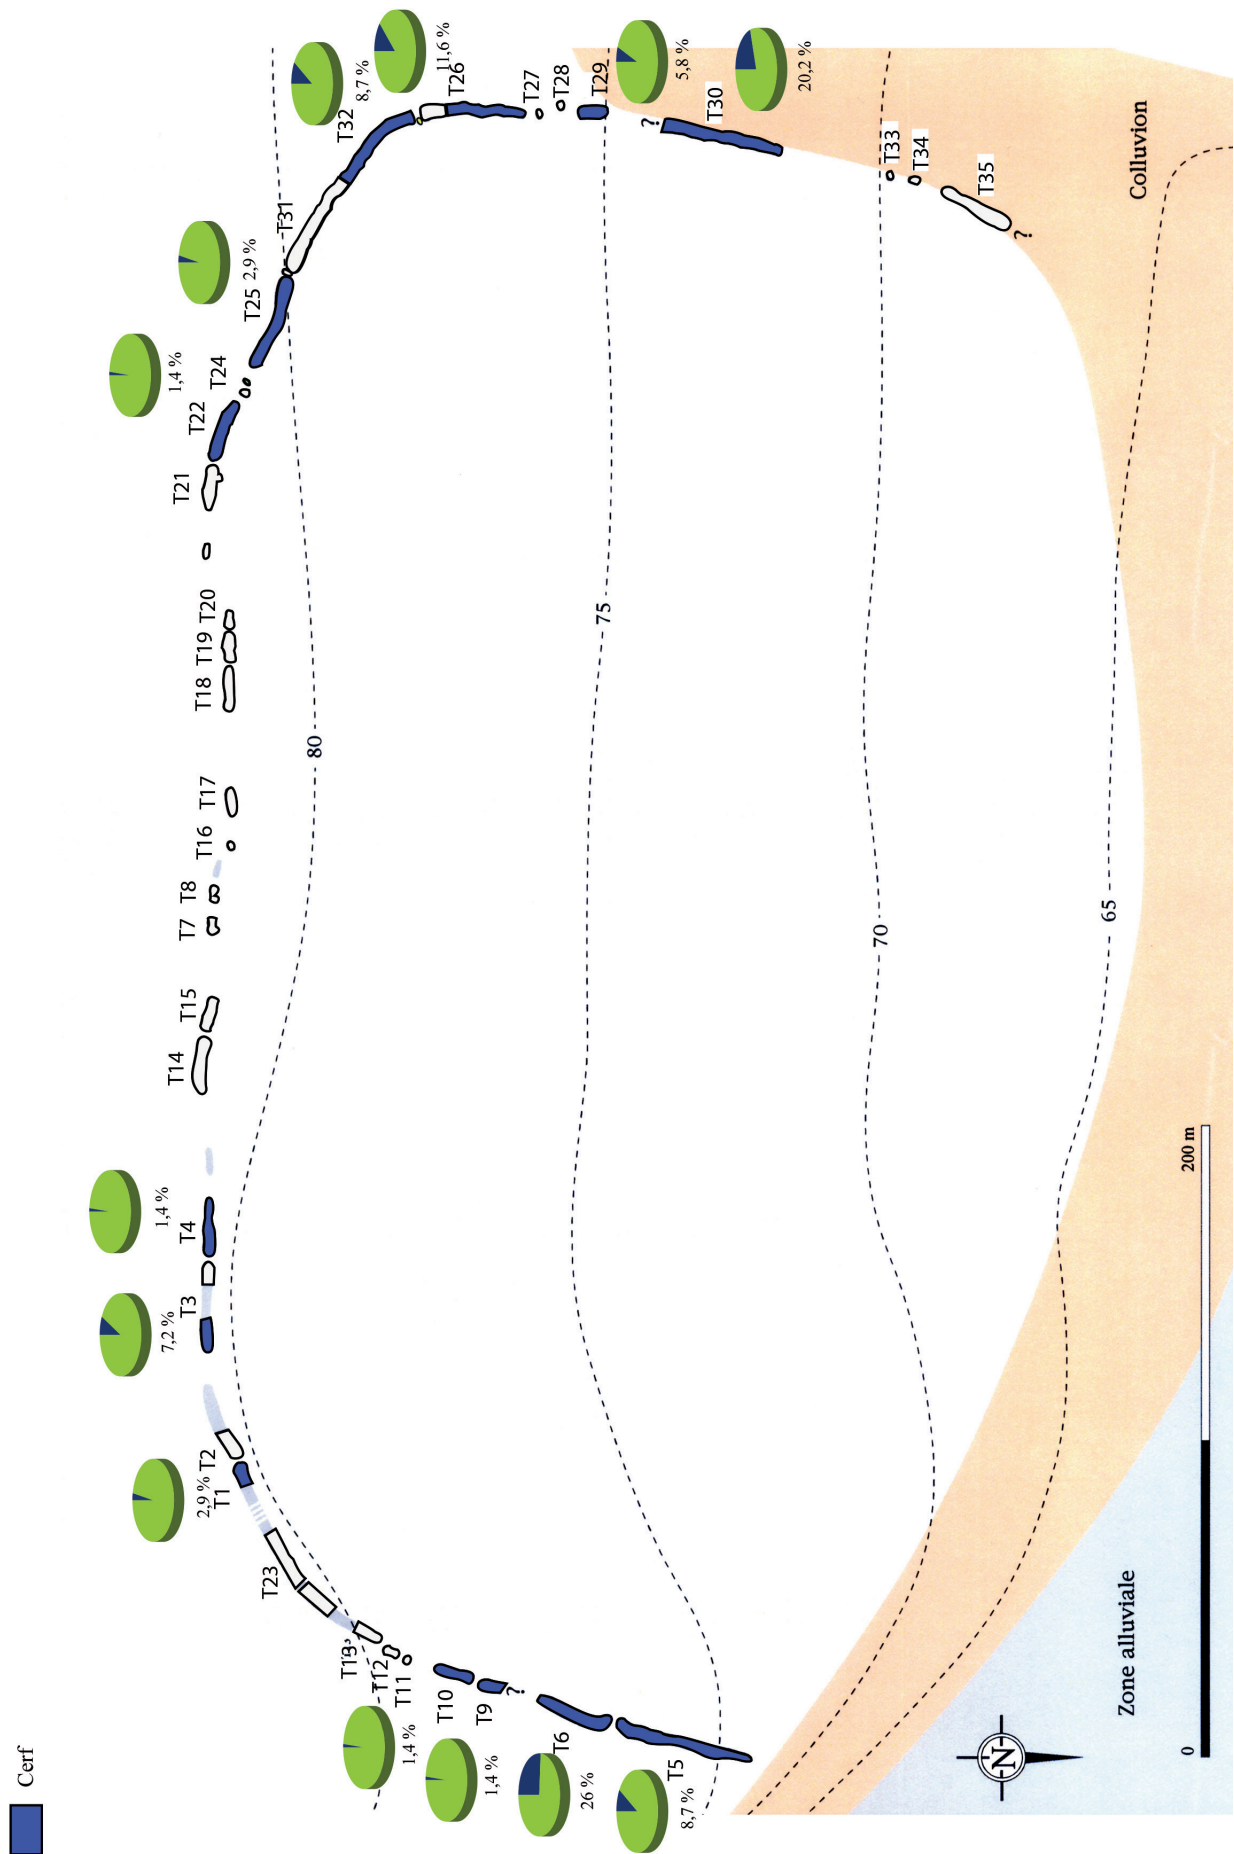 Cerf
T5
8,7 %
T6
26 %
?
T9
1,4 %
T10
1,4 %
T11
T12
T13
T23
T1
2,9 %
T2
T3
7,2 %
T4
1,4 %
T14
T15
T7
T8
T16
T17
T18
T19
T20
T21
T22
1,4 %
T24
T25
2,9 %
T31
T32
8,7 %
T26
11,6 %
T27
T28
T29
5,8 %
?
T30
20,2 %
T33
T34
T35
?
80
75
70
65
Colluvion
Zone alluviale
N
0
200 m